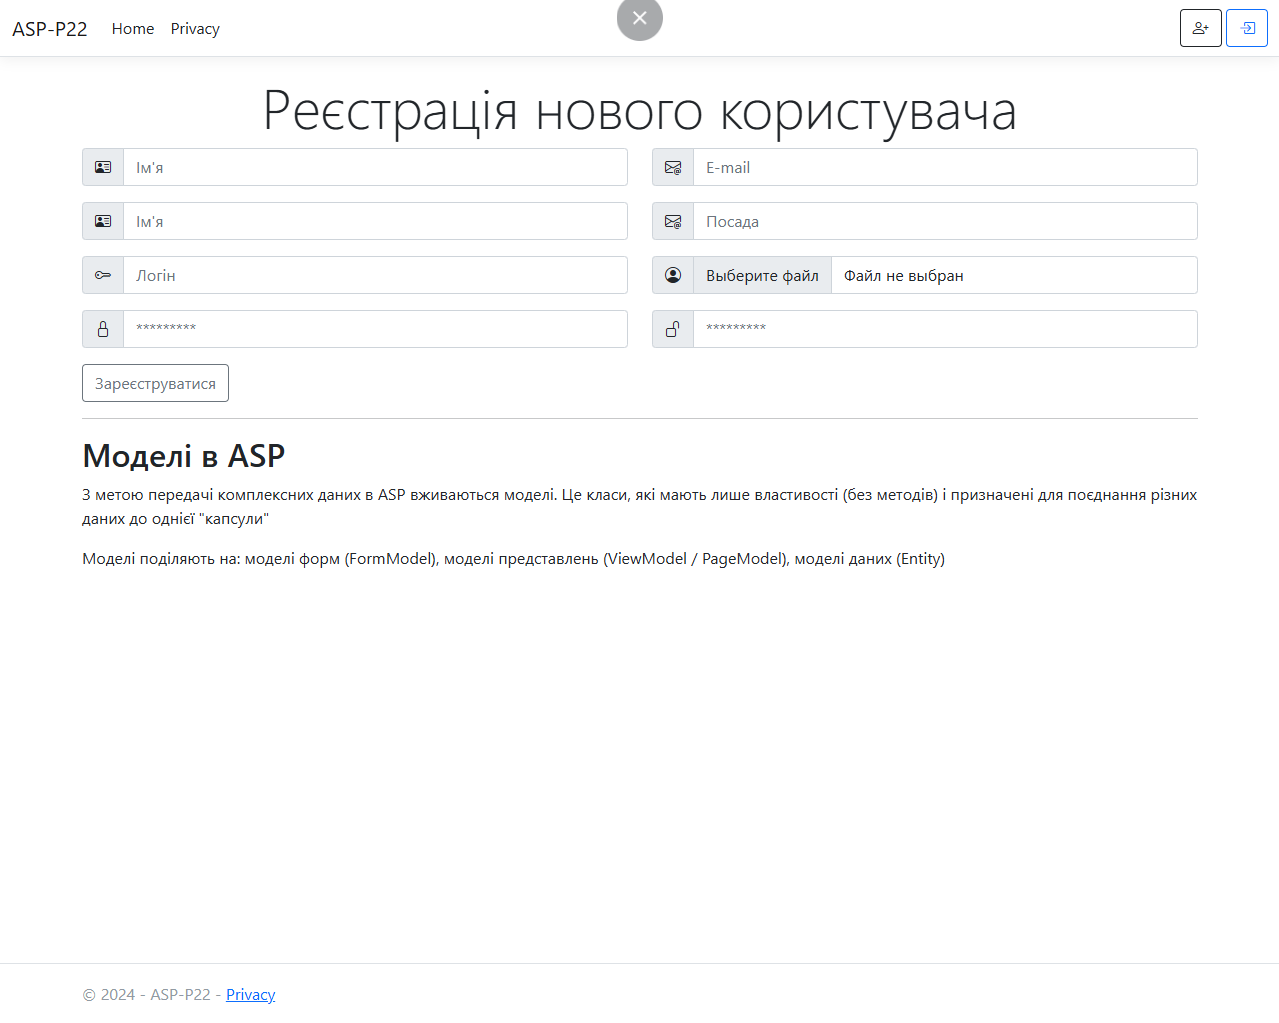 ASP-P22 Home Privacy
Реєстрація нового користувача
Ім'я
E-mail
Ім'я
Посада
Логін
Выберите файл Файл не выбран
*********
*********
Зареєструватися
Моделі в ASP
З метою передачі комплексних даних в ASP вживаються моделі. Це класи, які мають лише властивості (без методів) і призначені для поєднання різних
даних до однієї "капсули"
Моделі поділяють на: моделі форм (FormModel), моделі представлень (ViewModel / PageModel), моделі даних (Entity)
© 2024 - ASP-P22 - Privacy